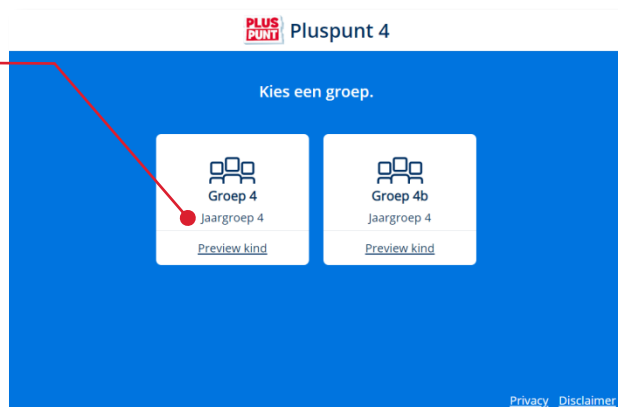 PLUS
PUNT
Pluspunt 4
Kies een groep.
Groep 4
Jaargroep 4
Preview kind
Groep 4b
Jaargroep 4
Preview kind
Privacy Disclaimer